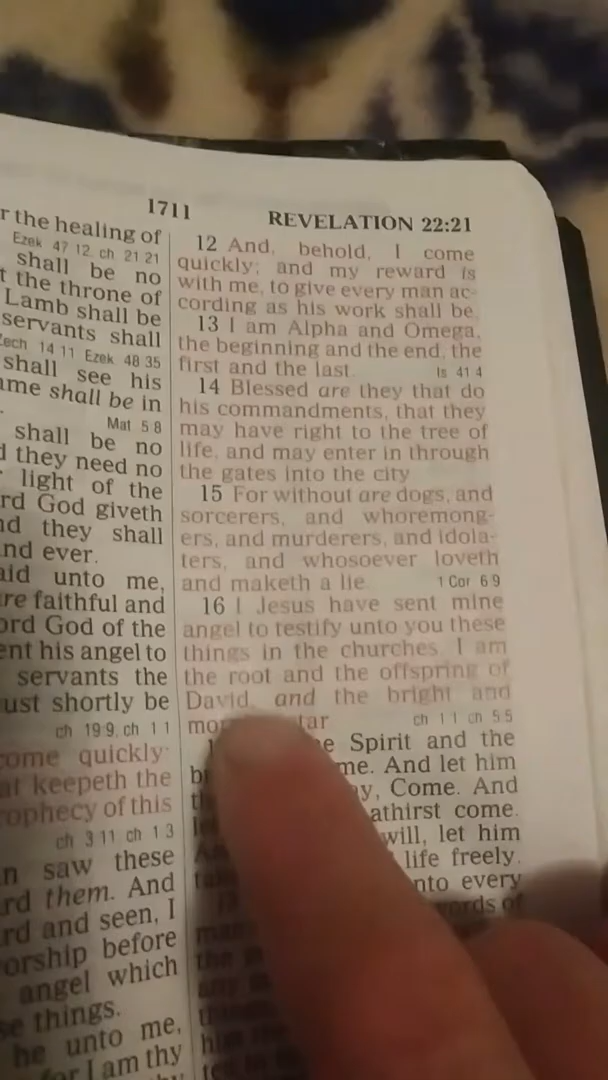 1711
REVELATION 22:21
r the healing of
Ezek 47 12. ch 21 21
shall be no
t the throne of
Lamb shall be
servants shall
ech 14 11 Ezek 48 35
shall see his
ame shall be in
Mat 5 8
shall be no
d they need no
light of the
rd God giveth
nd they shall
nd ever.
aid unto me,
re faithful and
ord God of the
ent his angel to
servants the
ust shortly be
ch 19 9. ch 1 1
come quickly:
at keepeth the
rophecy of this
ch 3 11 ch 1 3
n saw these
rd them. And
rd and seen, I
orship before
angel which
se things.
he unto me,
for I am thy
12 And, behold, I come
quickly; and my reward is
with me, to give every man ac-
cording as his work shall be.
13 I am Alpha and Omega,
the beginning and the end, the
first and the last. Is 41 4
14 Blessed are they that do
his commandments, that they
may have right to the tree of
life, and may enter in through
the gates into the city
15 For without are dogs, and
sorcerers, and whoremong-
ers, and murderers, and idola-
ters, and whosoever loveth
and maketh a lie. 1 Cor 6 9
16 I Jesus have sent mine
angel to testify unto you these
things in the churches. I am
the root and the offspring of
David, and the bright and
mor tar ch 1 1 ch 5 5
e Spirit and the
me. And let him
ay, Come. And
athirst come.
will, let him
life freely.
nto every
words of